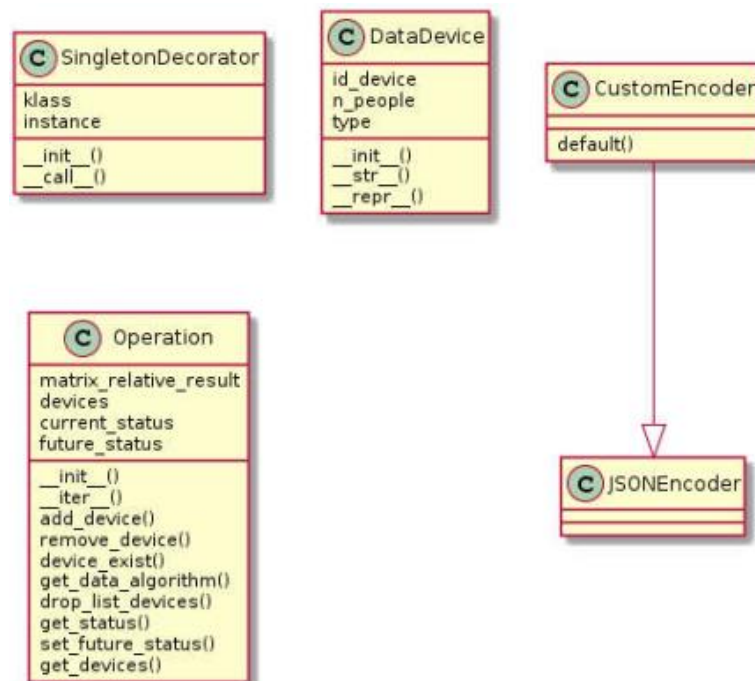 C SingletonDecorator
klass
instance
__init__()
__call__()
C DataDevice
id_device
n_people
type
__init__()
__str__()
__repr__()
C CustomEncoder
default()
C Operation
matrix_relative_result
devices
current_status
future_status
__init__()
__iter__()
add_device()
remove_device()
device_exist()
get_data_algorithm()
drop_list_devices()
get_status()
set_future_status()
get_devices()
C JSONEncoder